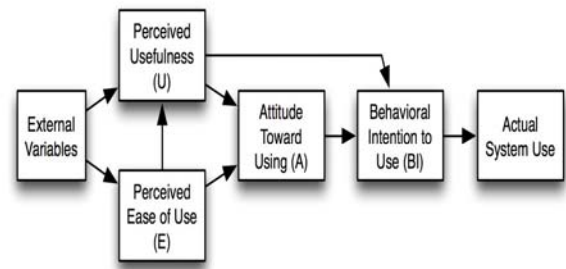 External
Variables
Perceived
Usefulness
(U)
Perceived
Ease of Use
(E)
Attitude
Toward
Using (A)
Behavioral
Intention to
Use (BI)
Actual
System Use